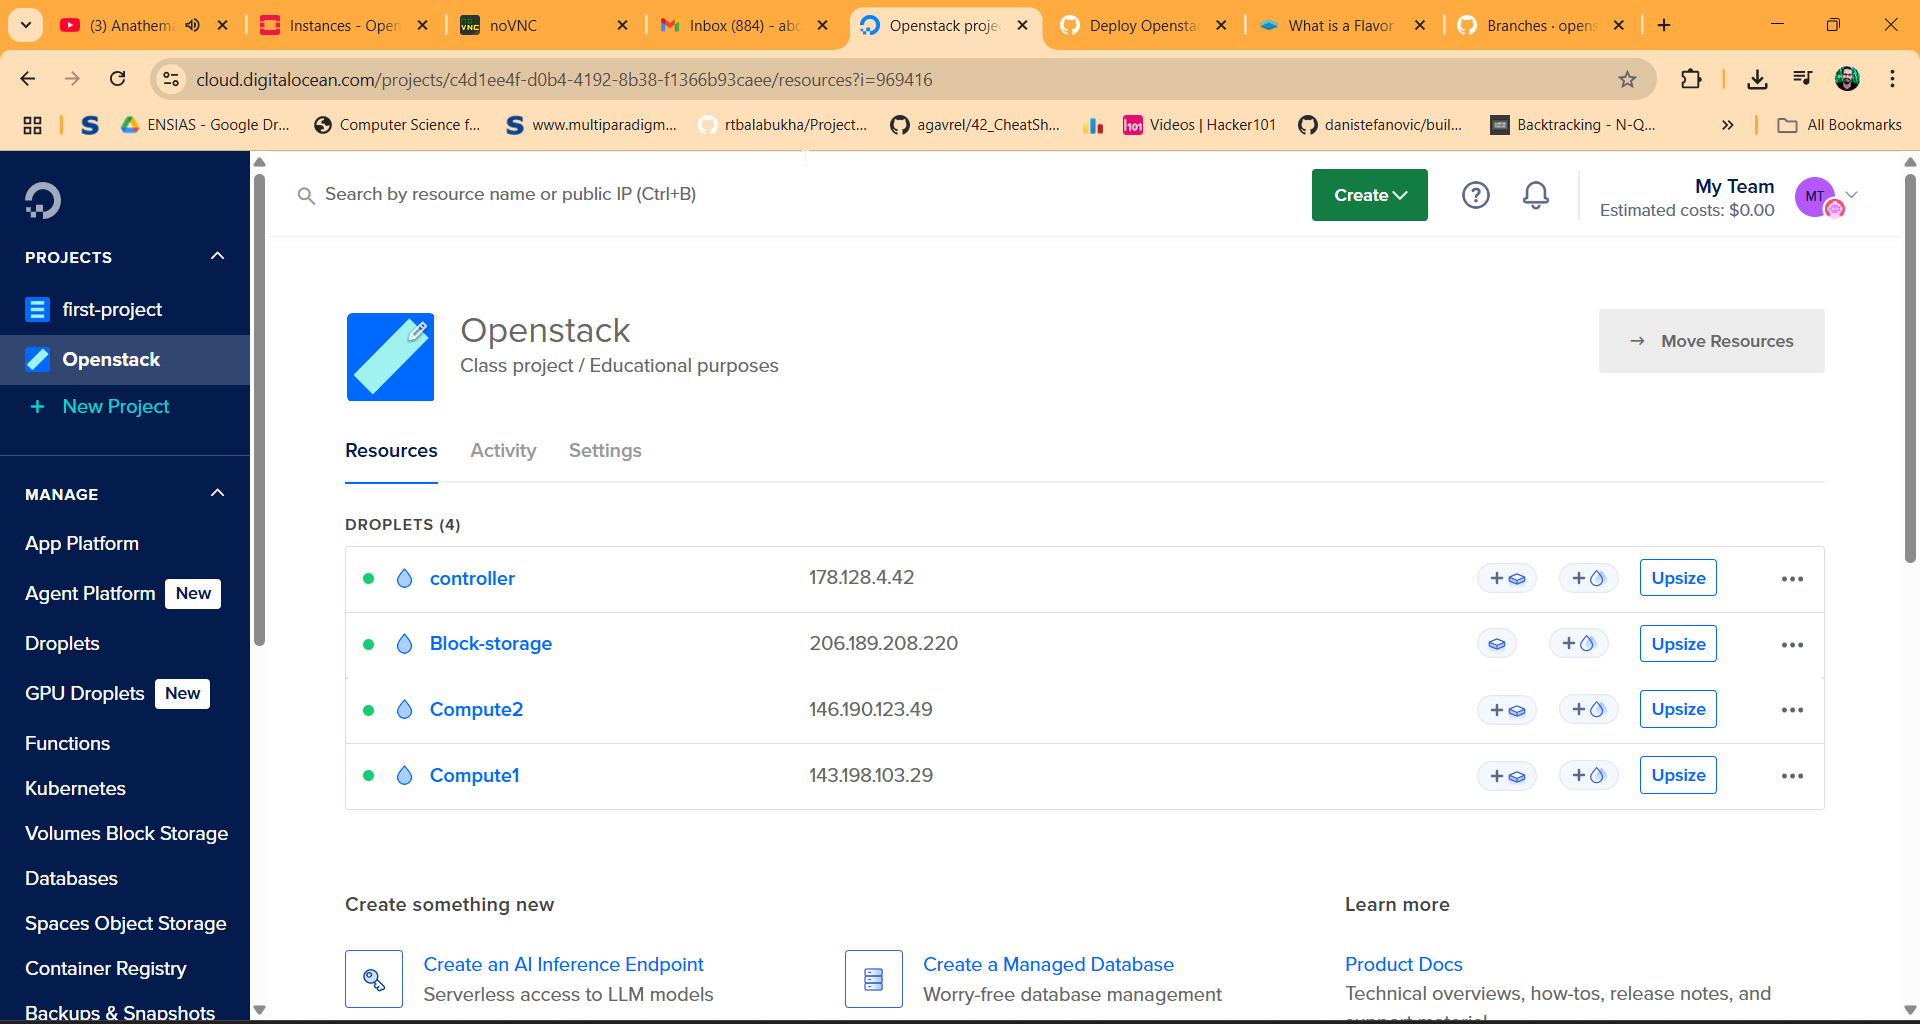 (3) Anathema
Instances - Open
noVNC
Inbox (884) - abo
Openstack proje
Deploy Opensta
What is a Flavor
Branches · opens
cloud.digitalocean.com/projects/c4d1ee4f-d0b4-4192-8b38-f1366b93caee/resources?i=969416
ENSIAS - Google Dr...
Computer Science f...
www.multiparadigm...
rtbalabukha/Project...
agavrel/42_CheatSh...
Videos | Hacker101
danistefanovic/buil...
Backtracking - N-Q...
All Bookmarks
Search by resource name or public IP (Ctrl+B)
Create
My Team
Estimated costs: $0.00
MT
PROJECTS
first-project
Openstack
+ New Project
MANAGE
App Platform
Agent Platform New
Droplets
GPU Droplets New
Functions
Kubernetes
Volumes Block Storage
Databases
Spaces Object Storage
Container Registry
Backups & Snapshots
Openstack
Class project / Educational purposes
→ Move Resources
Resources Activity Settings
DROPLETS (4)
controller 178.128.4.42 Upsize
Block-storage 206.189.208.220 Upsize
Compute2 146.190.123.49 Upsize
Compute1 143.198.103.29 Upsize
Create something new
Create an AI Inference Endpoint
Serverless access to LLM models
Create a Managed Database
Worry-free database management
Learn more
Product Docs
Technical overviews, how-tos, release notes, and
support material